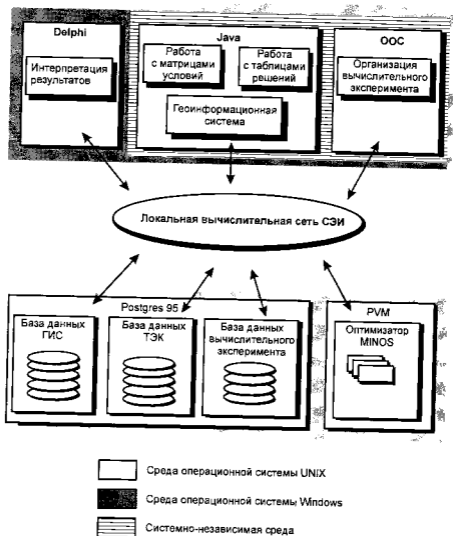 Delphi
Интерпретация
результатов
Java
Работа
с матрицами
условий
Работа
с таблицами
решений
Геоинформационная
система
ООС
Организация
вычислительного
эксперимента
Локальная вычислительная сеть СЭИ
Postgres 95
База данных
ГИС
База данных
ТЭК
База данных
вычислительного
эксперимента
PVM
Оптимизатор
MINOS
Среда операционной системы UNIX
Среда операционной системы Windows
Системно-независимая среда